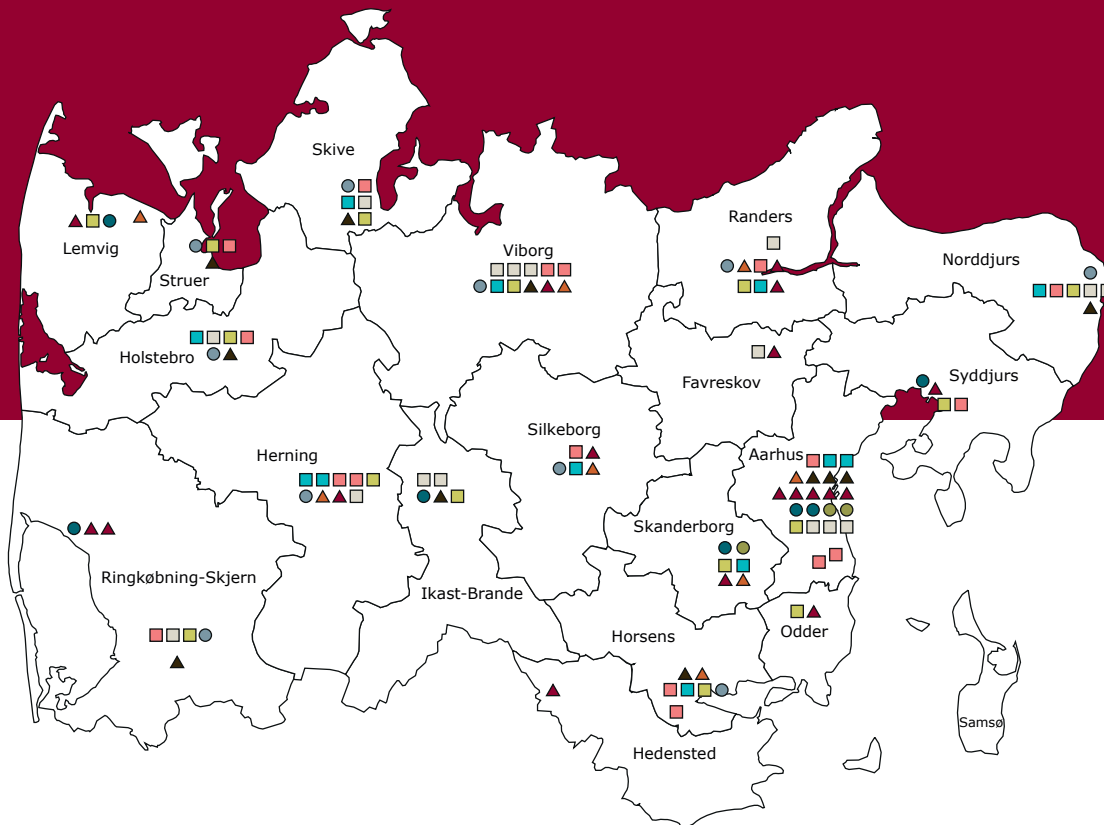 Skive
Randers
Lemvig
Viborg
Norddjurs
Struer
Holstebro
Favreskov
Syddjurs
Silkeborg
Herning
Aarhus
Skanderborg
Ringkøbning-Skjern
Ikast-Brande
Horsens
Odder
Samsø
Hedensted